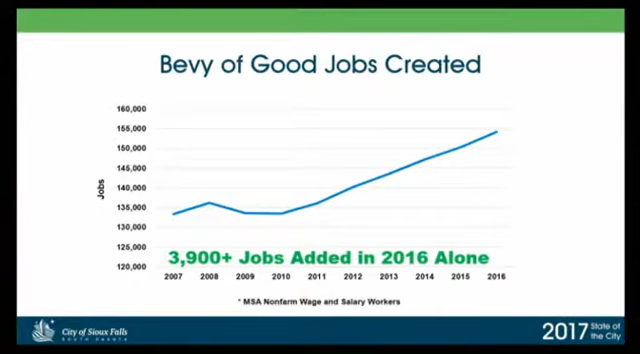 Bevy of Good Jobs Created
160,000
155,000
150,000
145,000
140,000
135,000
130,000
125,000
120,000
Jobs
3,900+ Jobs Added in 2016 Alone
2007 2008 2009 2010 2011 2012 2013 2014 2015 2016
* MSA Nonfarm Wage and Salary Workers
City of Sioux Falls
SOUTH DAKOTA
2017 State of
the City